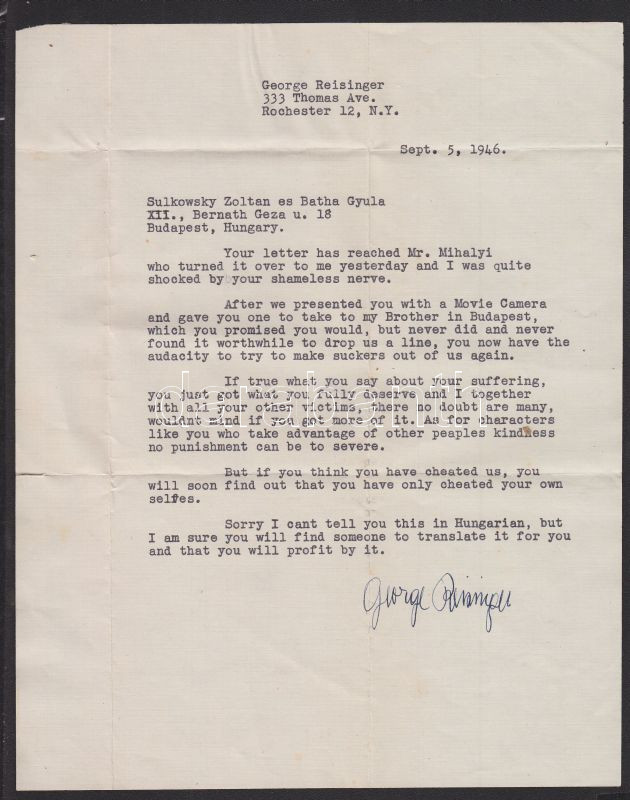 George Reisinger
333 Thomas Ave.
Rochester 12, N.Y.
Sept. 5, 1946.
Sulkowsky Zoltan es Batha Gyula
XII., Bernath Geza u. 18
Budapest, Hungary.
Your letter has reached Mr. Mihalyi
who turned it over to me yesterday and I was quite
shocked by your shameless nerve.
After we presented you with a Movie Camera
and gave you one to take to my Brother in Budapest,
which you promised you would, but never did and never
found it worthwhile to drop us a line, you now have the
audacity to try to make suckers out of us again.
If true what you say about your suffering,
you just got what you fully deserve and I together
with all your other victims, there no doubt are many,
wouldnt mind if you got more of it. As for characters
like you who take advantage of other peaples kindness
no punishment can be to severe.
But if you think you have cheated us, you
will soon find out that you have only cheated your own
selfes.
Sorry I cant tell you this in Hungarian, but
I am sure you will find someone to translate it for you
and that you will profit by it.
George Reisinger